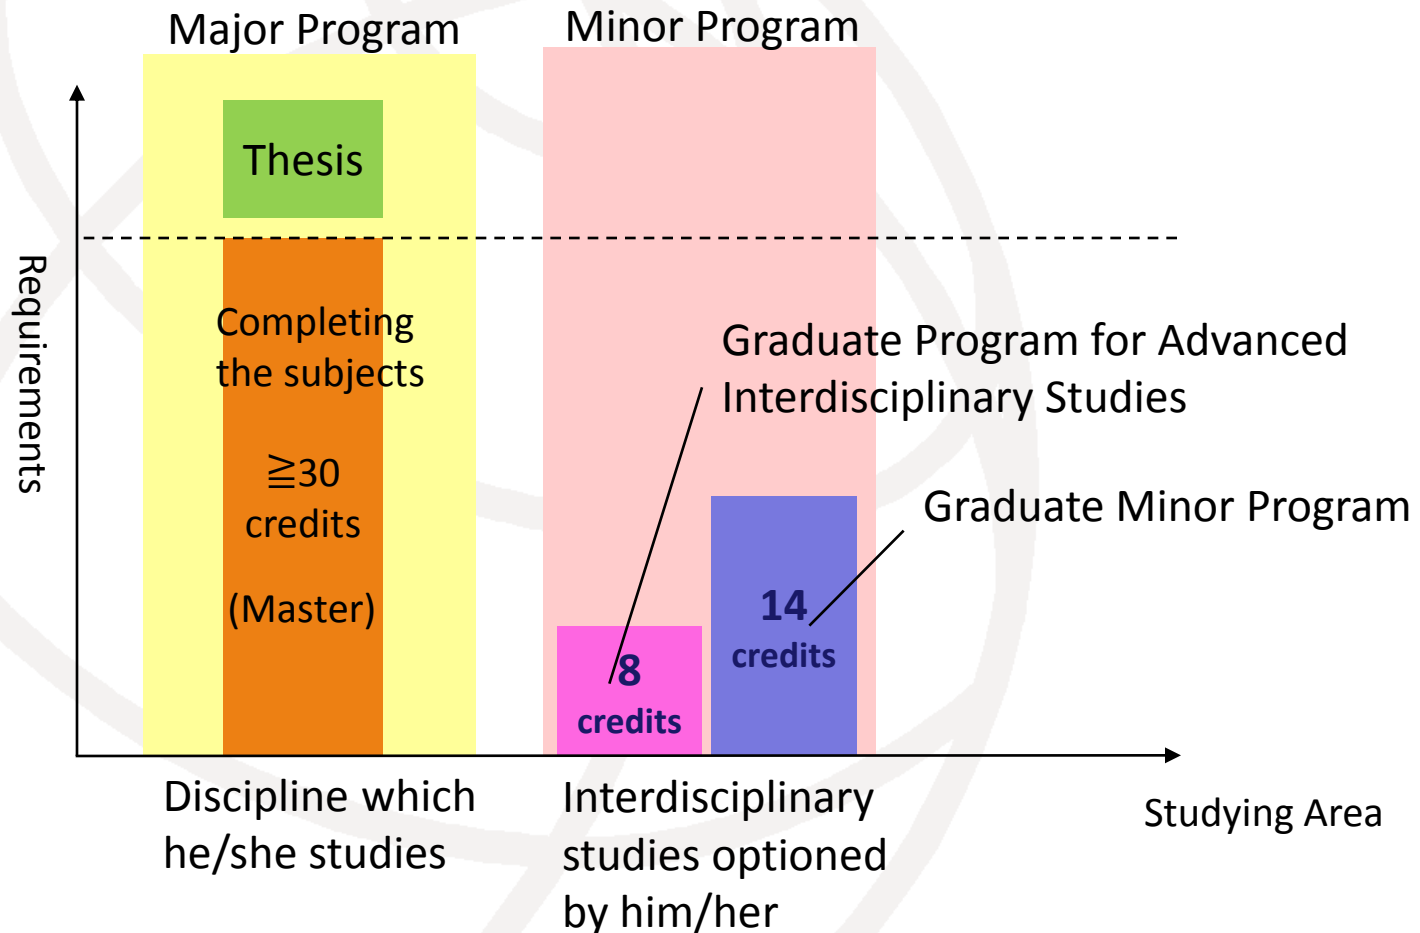 Major Program
Minor Program
Thesis
Requirements
Completing
the subjects
≧30
credits
(Master)
Graduate Program for Advanced
Interdisciplinary Studies
Graduate Minor Program
14
credits
8
credits
Discipline which
he/she studies
Interdisciplinary
studies optioned
by him/her
Studying Area